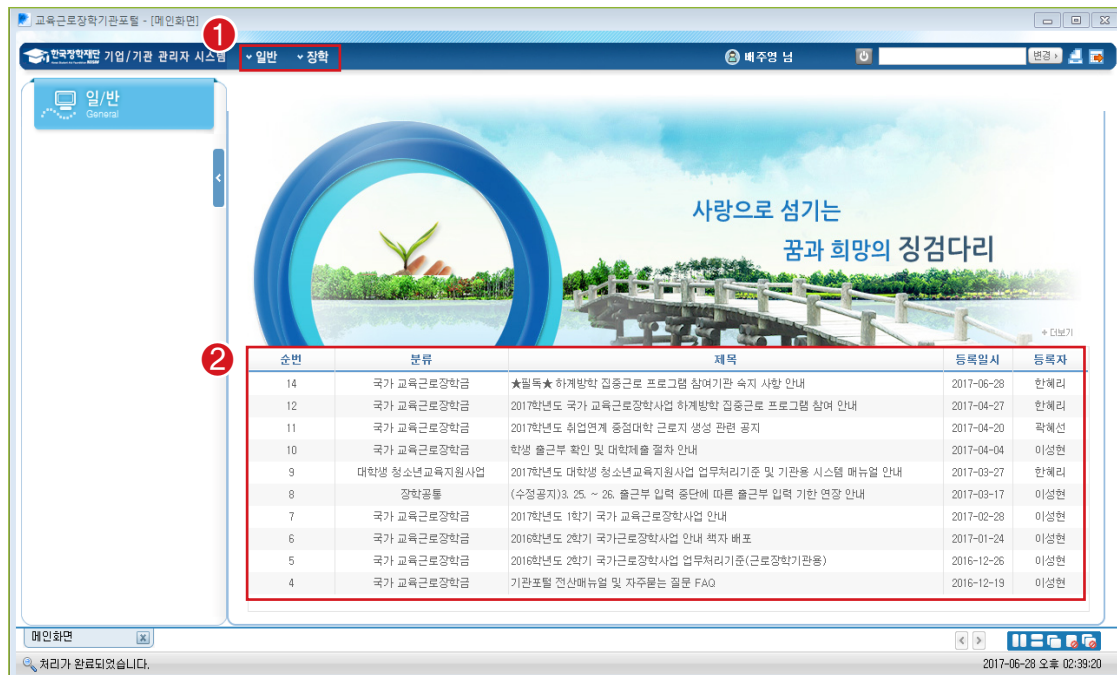 교육근로장학기관포털 - [메인화면]
1
한국장학재단 기업/기관 관리자 시스템
일반 장학
배주영 님
변경
일/반
General
사랑으로 섬기는
꿈과 희망의 징검다리
+ 더보기
2
순번 분류 제목 등록일시 등록자
14 국가 교육근로장학금 ★필독★ 하계방학 집중근로 프로그램 참여기관 숙지 사항 안내 2017-06-28 한혜리
12 국가 교육근로장학금 2017학년도 국가 교육근로장학사업 하계방학 집중근로 프로그램 참여 안내 2017-04-27 한혜리
11 국가 교육근로장학금 2017학년도 취업연계 중점대학 근로지 생성 관련 공지 2017-04-20 곽혜선
10 국가 교육근로장학금 학생 출근부 확인 및 대학제출 절차 안내 2017-04-04 이성현
9 대학생 청소년교육지원사업 2017학년도 대학생 청소년교육지원사업 업무처리기준 및 기관용 시스템 매뉴얼 안내 2017-03-27 한혜리
8 장학공통 (수정공지)3. 25. ~ 26. 출근부 입력 중단에 따른 출근부 입력 기한 연장 안내 2017-03-17 이성현
7 국가 교육근로장학금 2017학년도 1학기 국가 교육근로장학사업 안내 2017-02-28 이성현
6 국가 교육근로장학금 2016학년도 2학기 국가근로장학사업 안내 책자 배포 2017-01-24 이성현
5 국가 교육근로장학금 2016학년도 2학기 국가근로장학사업 업무처리기준(근로장학기관용) 2016-12-26 이성현
4 국가 교육근로장학금 기관포털 전산매뉴얼 및 자주묻는 질문 FAQ 2016-12-19 이성현
메인화면
처리가 완료되었습니다.
2017-06-28 오후 02:39:20